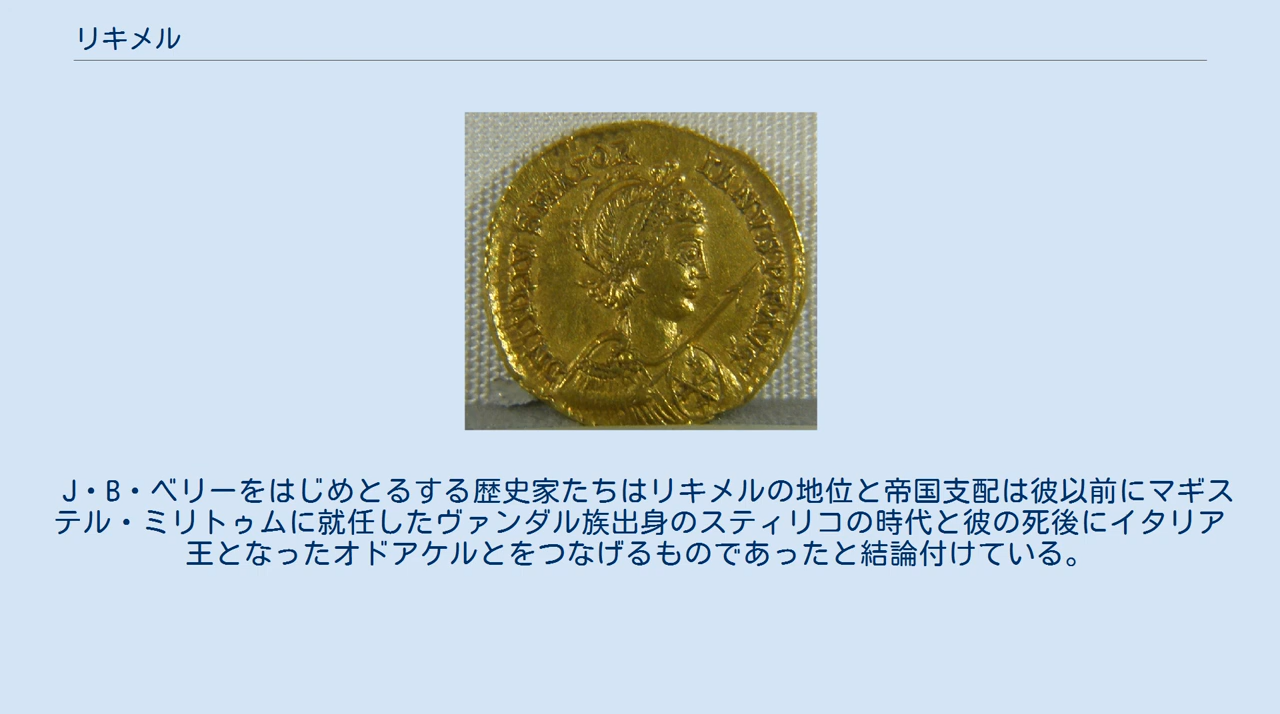 リキメル
J・B・ベリーをはじめとるする歴史家たちはリキメルの地位と帝国支配は彼以前にマギス
テル・ミリトゥムに就任したヴァンダル族出身のスティリコの時代と彼の死後にイタリア
王となったオドアケルとをつなげるものであったと結論付けている。